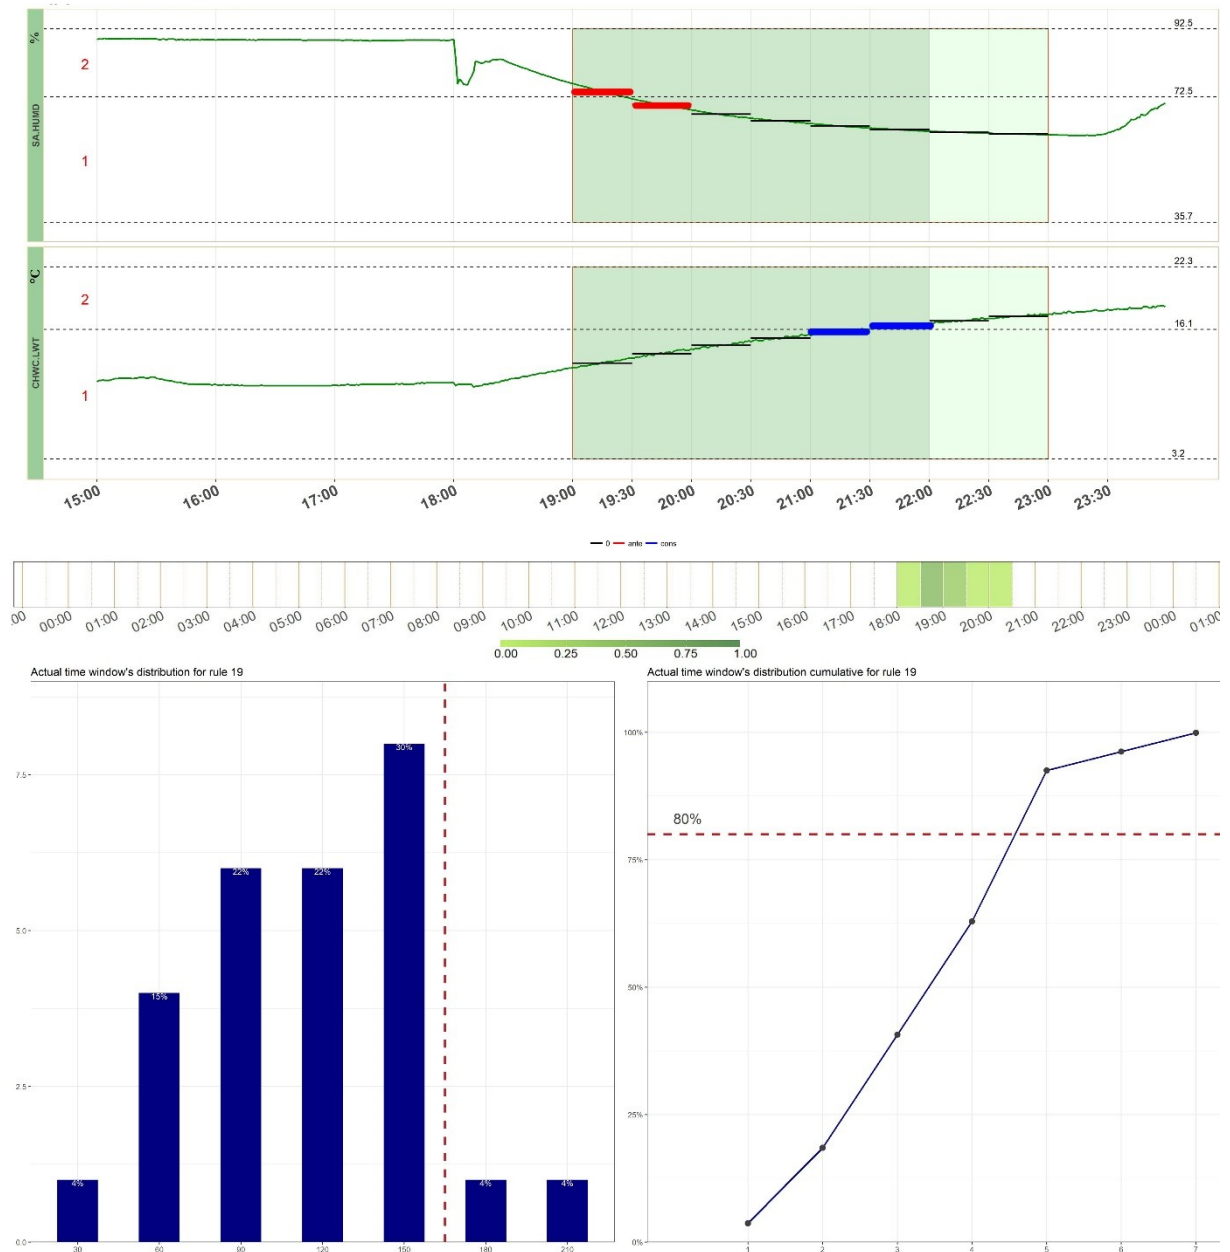 92.5
%
2
72.5
SA.HUMD
1
35.7
°C
22.3
2
16.1
CHWC.LWT
1
3.2
15:00 16:00 17:00 18:00 19:00 19:30 20:00 20:30 21:00 21:30 22:00 22:30 23:00 23:30
0 ante cons
:00 00:00 01:00 02:00 03:00 04:00 05:00 06:00 07:00 08:00 09:00 10:00 11:00 12:00 13:00 14:00 15:00 16:00 17:00 18:00 19:00 20:00 21:00 22:00 23:00 00:00 01:00
0.00 0.25 0.50 0.75 1.00
Actual time window's distribution for rule 19
7.5
5.0
2.5
0.0
4% 15% 22% 22% 30% 4% 4%
30 60 90 120 150 180 210
Actual time window's distribution cumulative for rule 19
100%
80%
75%
50%
25%
0%
1 2 3 4 5 6 7